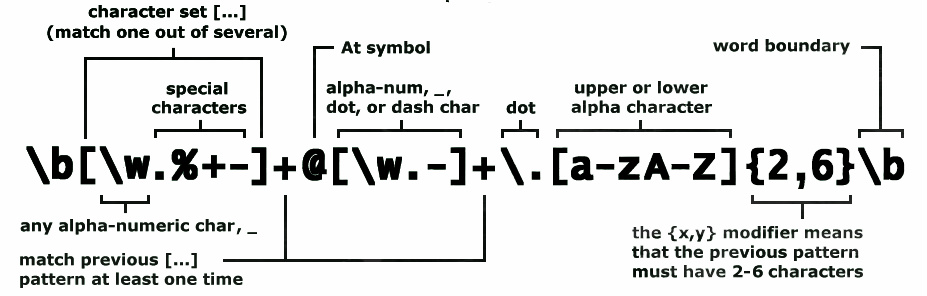 character set [...]
(match one out of several)
At symbol
word boundary
special
characters
alpha-num, _,
dot, or dash char
dot
upper or lower
alpha character
\b[\w.%+-]+@[\w.-]+\.[a-zA-Z]{2,6}\b
any alpha-numeric char, _
match previous [...]
pattern at least one time
the {x,y} modifier means
that the previous pattern
must have 2-6 characters